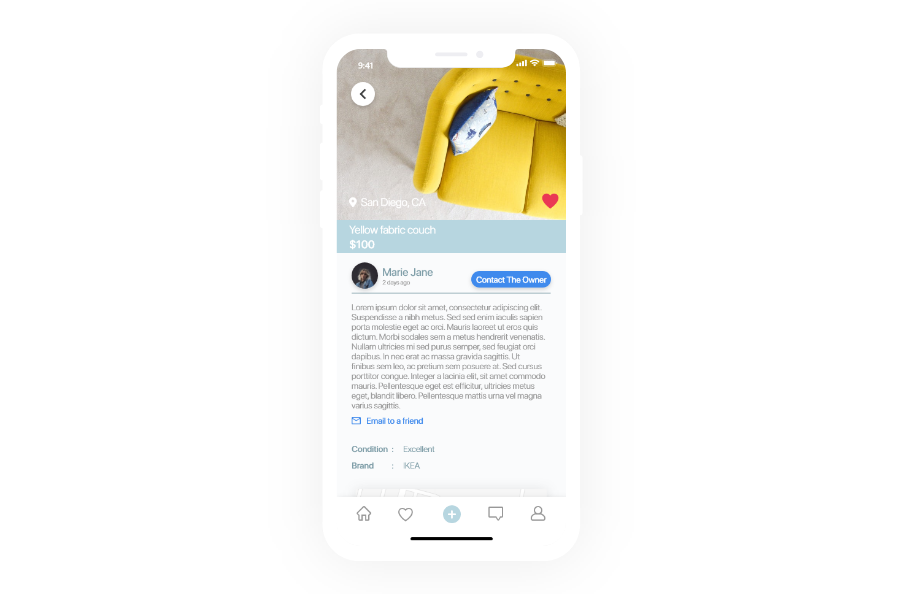 9:41
San Diego, CA
Yellow fabric couch
$100
Marie Jane
2 days ago
Contact The Owner
Lorem ipsum dolor sit amet, consectetur adipiscing elit.
Suspendisse a nibh metus. Sed sed enim iaculis sapien
porta molestie eget ac orci. Mauris laoreet ut eros quis
dictum. Morbi sodales sem a metus hendrerit venenatis.
Nullam ultricies mi sed purus semper, sed feugiat orci
dapibus. In nec erat ac massa gravida sagittis. Ut
finibus sem leo, ac pretium sem posuere at. Sed cursus
porttitor congue. Integer a lacinia elit, sit amet commodo
mauris. Pellentesque eget est efficitur, ultricies metus
eget, blandit libero. Pellentesque mattis urna vel magna
varius sagittis.
Email to a friend
Condition : Excellent
Brand : IKEA